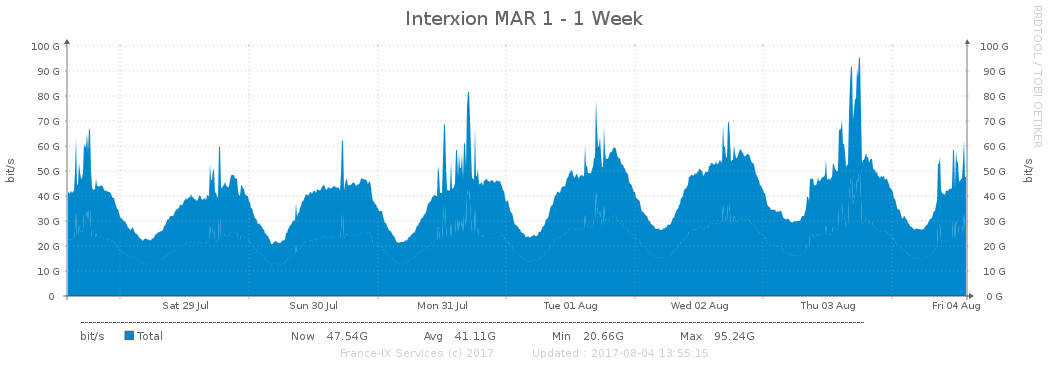 Interxion MAR 1 - 1 Week
RRDTOOL / TOBI OETIKER
bit/s
100 G 100 G
90 G 90 G
80 G 80 G
70 G 70 G
60 G 60 G
50 G 50 G
40 G 40 G
30 G 30 G
20 G 20 G
10 G 10 G
0 0 G
bit/s
Sat 29 Jul Sun 30 Jul Mon 31 Jul Tue 01 Aug Wed 02 Aug Thu 03 Aug Fri 04 Aug
bit/s Total Now 47.54G Avg 41.11G Min 20.66G Max 95.24G
France-IX Services (c) 2017 Updated : 2017-08-04 13:55:15